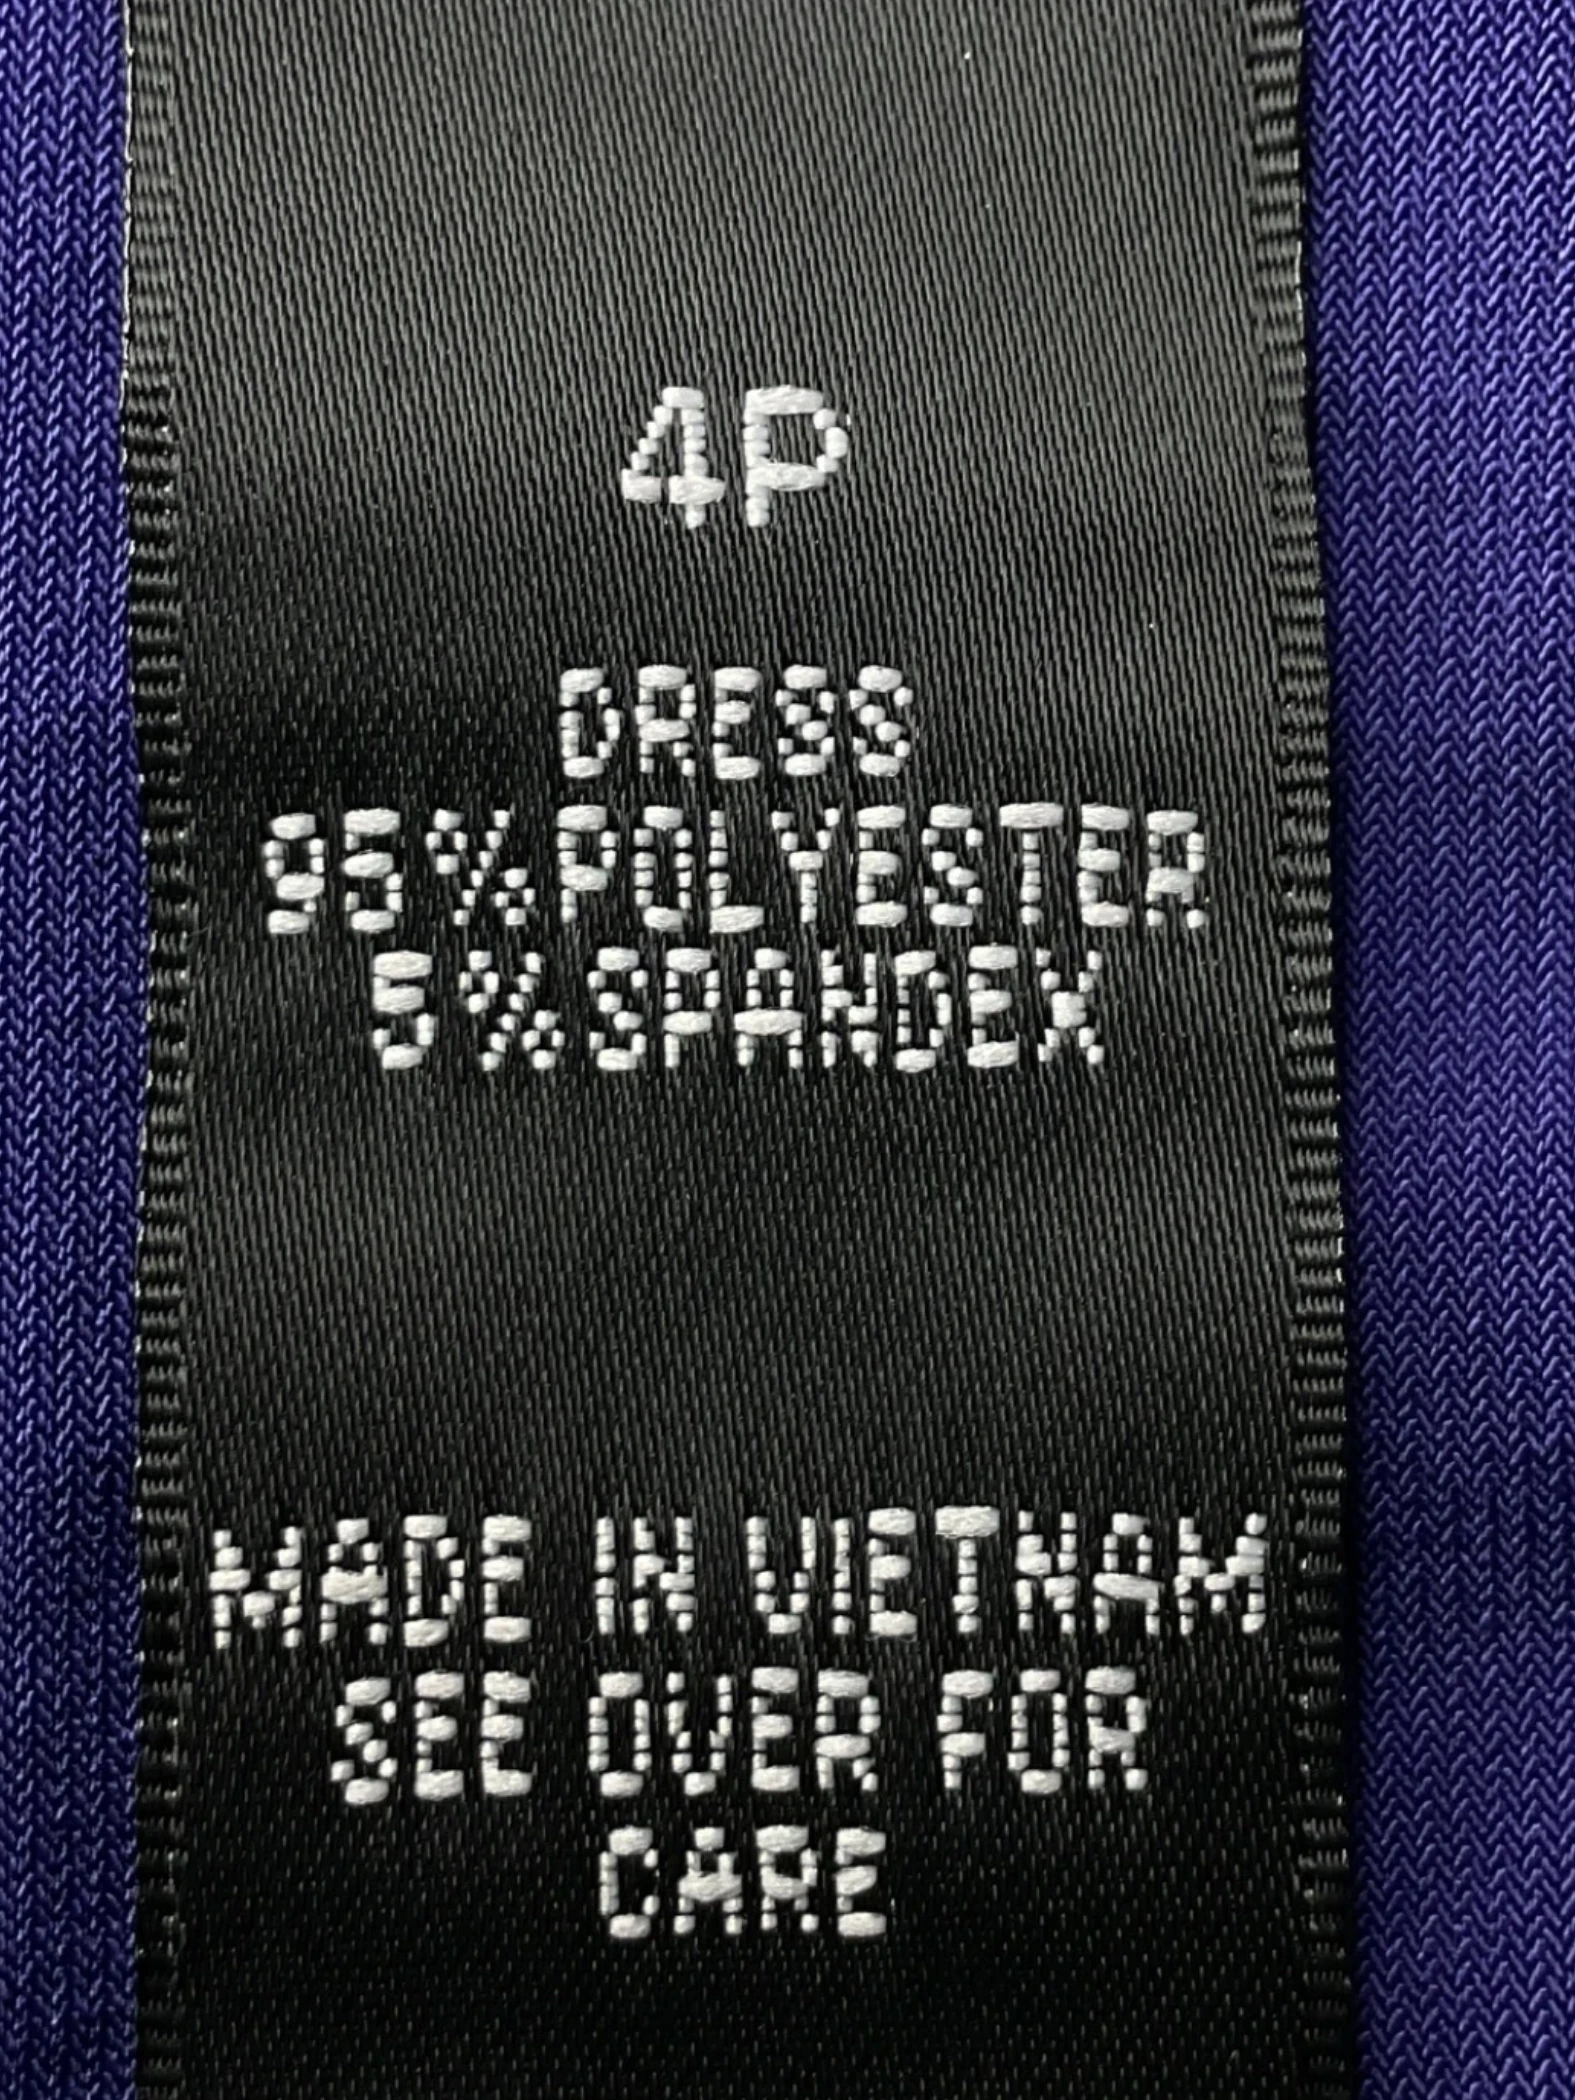 4P
DRESS
95%POLYESTER
5%SPANDEX
MADE IN VIETNAM
SEE OVER FOR
CARE